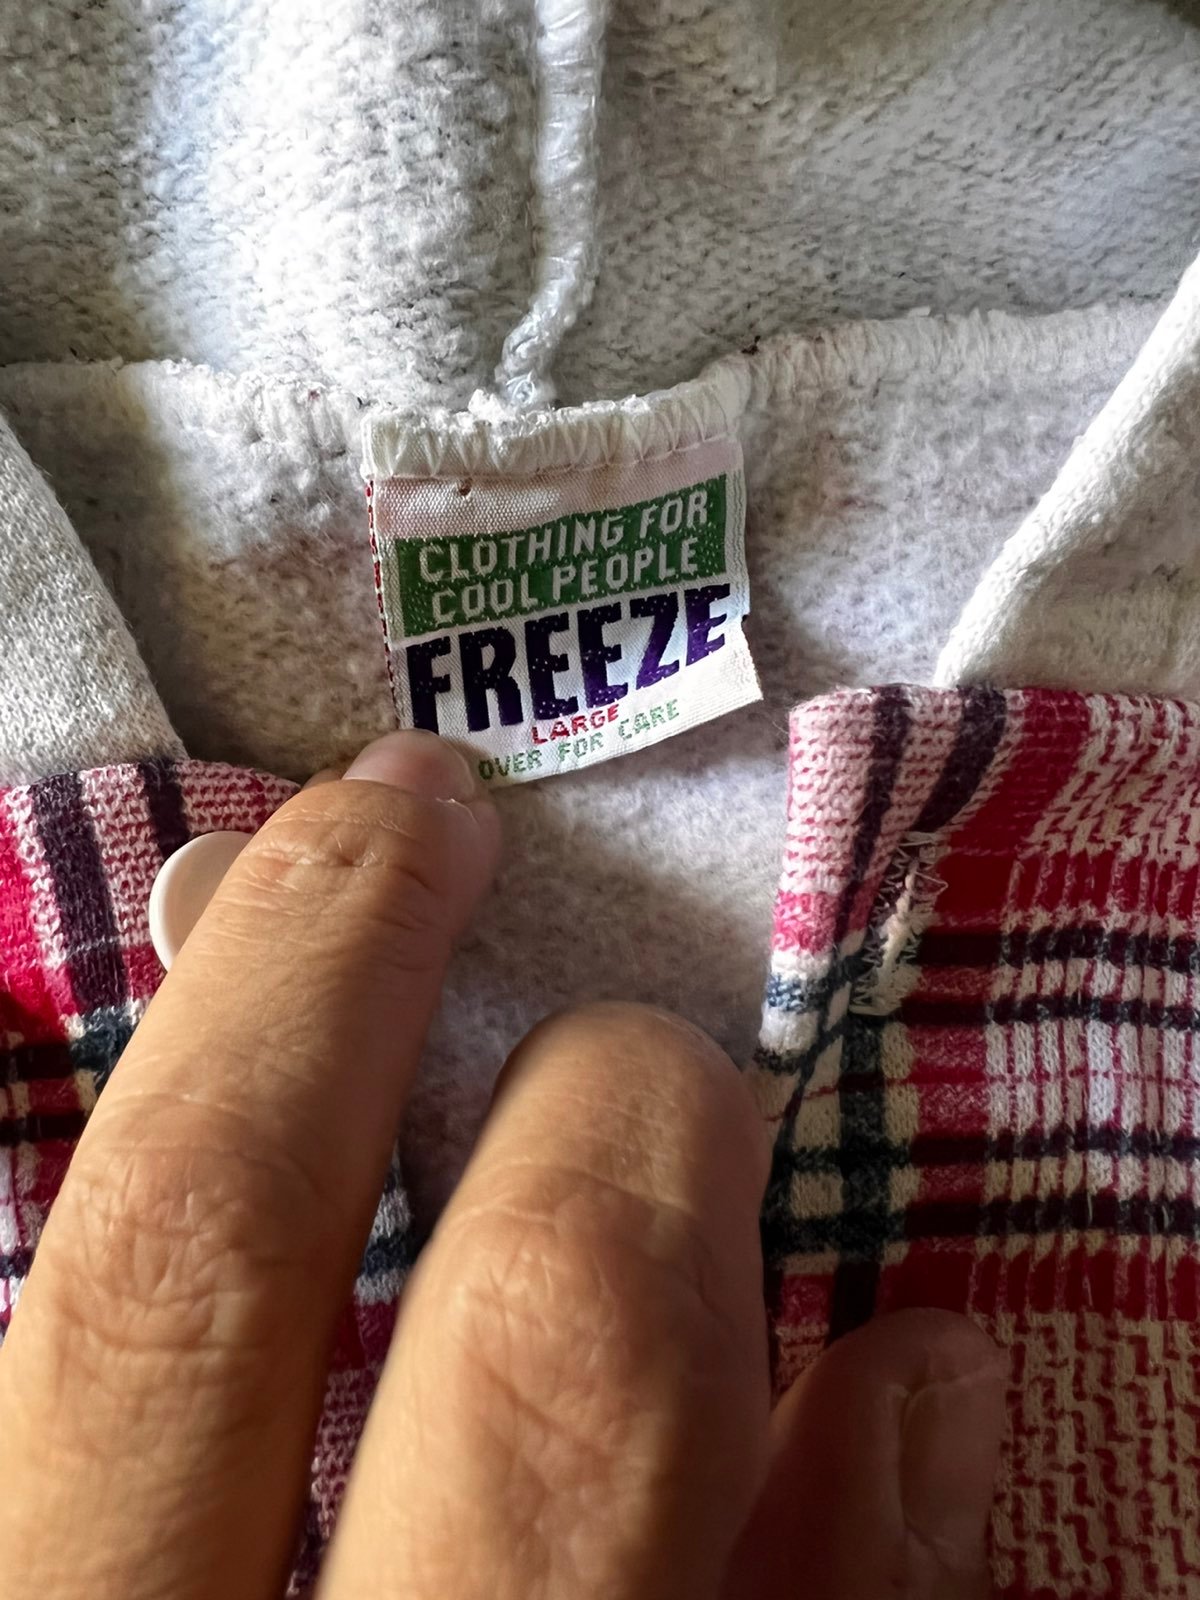 CLOTHING FOR
COOL PEOPLE
FREEZE
LARGE
OVER FOR CARE